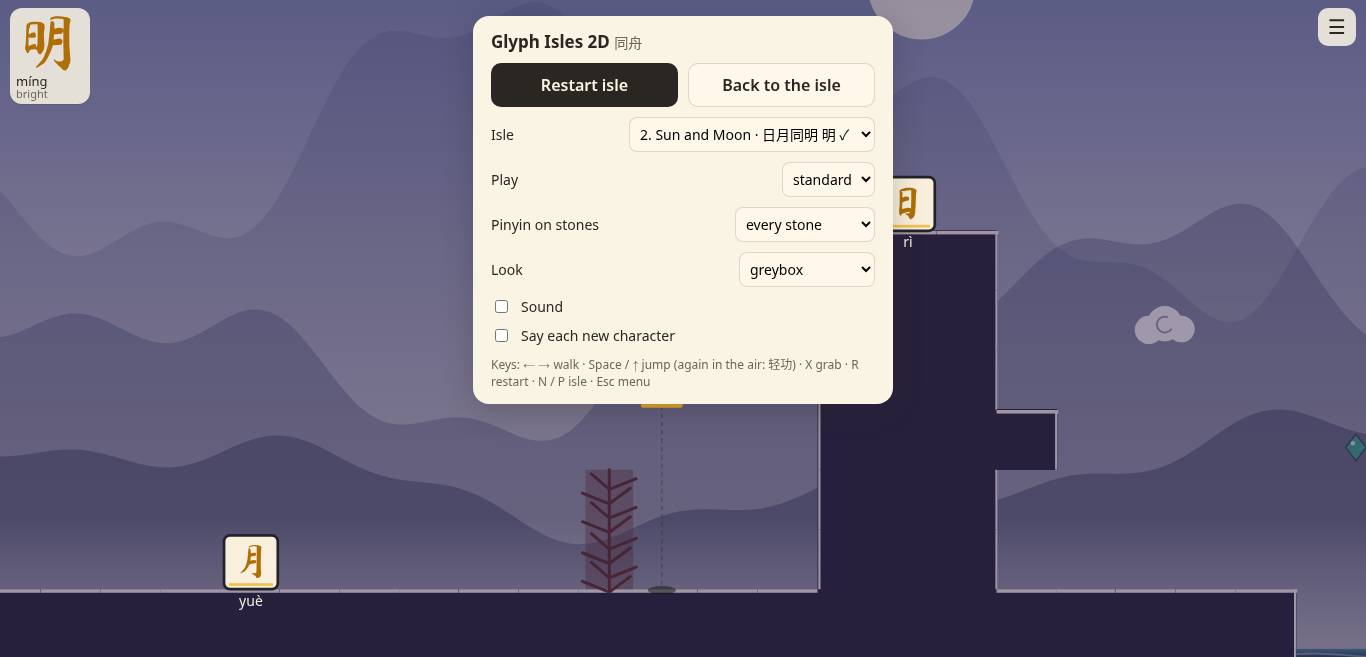 明
míng
bright
☰
Glyph Isles 2D 同舟
Restart isle
Back to the isle
Isle
2. Sun and Moon · 日月同明 明 ✓
Play
standard
Pinyin on stones
every stone
Look
greybox
Sound
Say each new character
Keys: ← → walk · Space / ↑ jump (again in the air: 轻功) · X grab · R
restart · N / P isle · Esc menu
日
rì
月
yuè